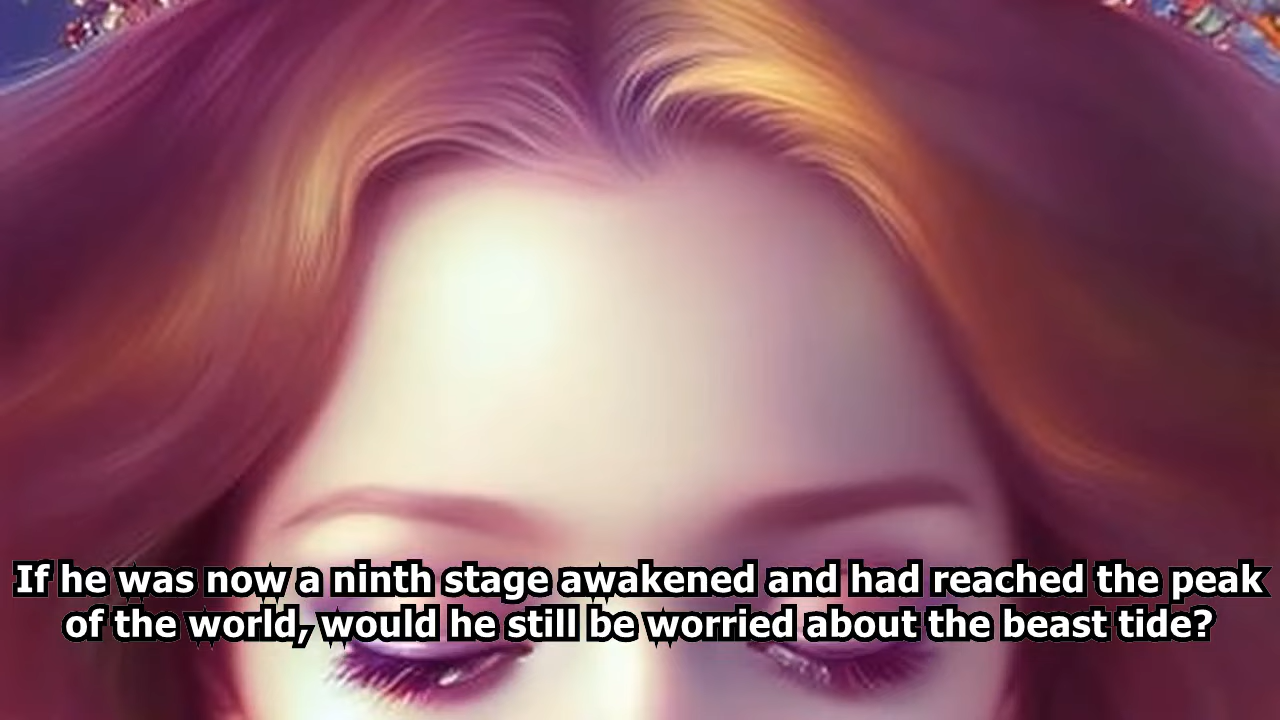 If he was now a ninth stage awakened and had reached the peak
of the world, would he still be worried about the beast tide?